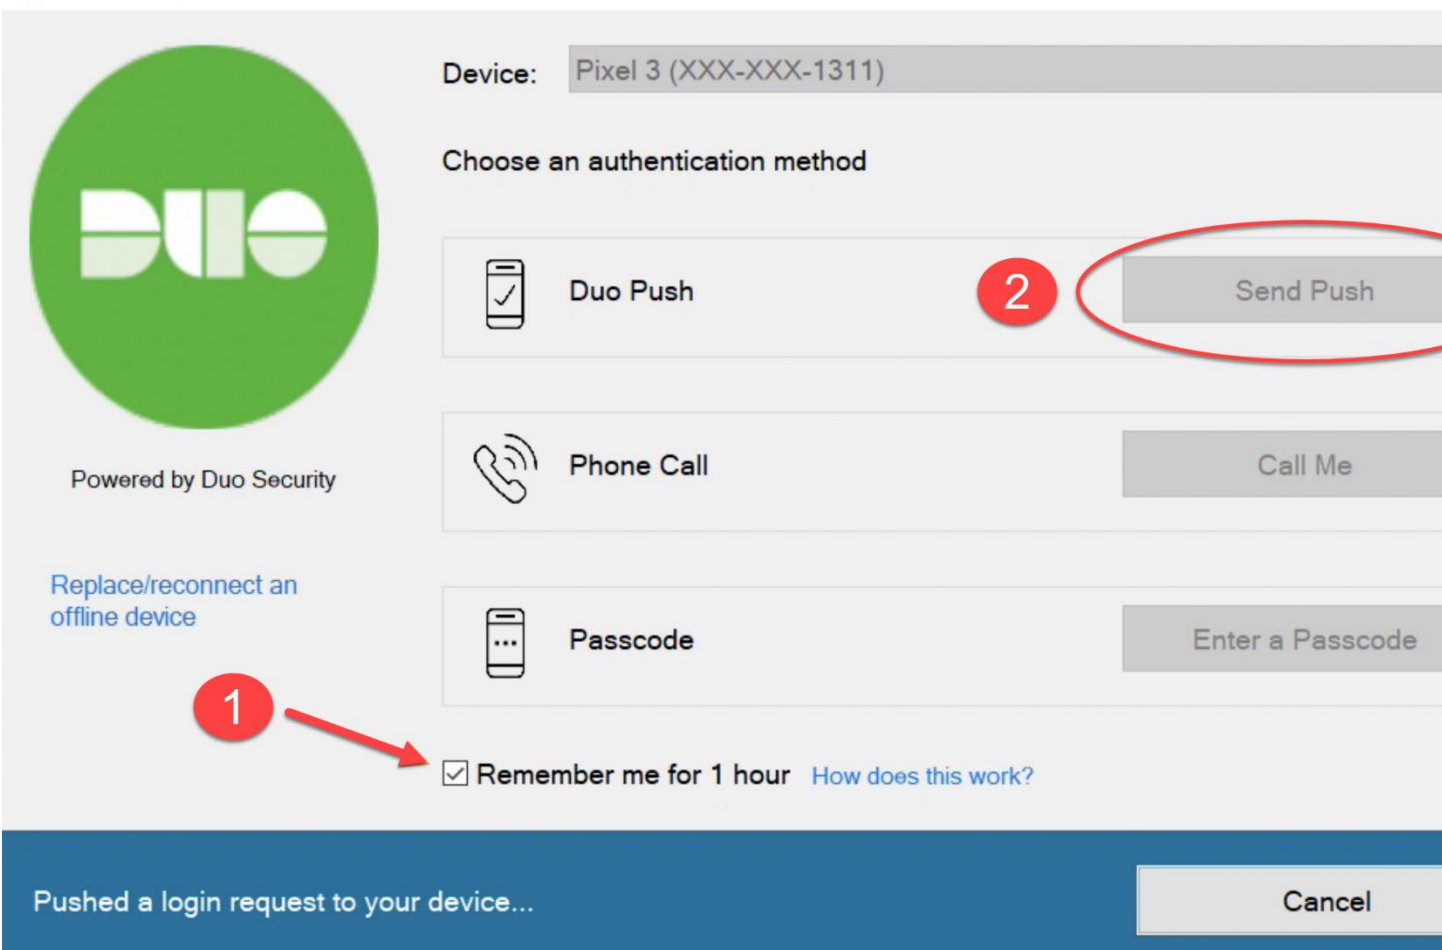 Device: Pixel 3 (XXX-XXX-1311)
Choose an authentication method
DUO
Duo Push 2 Send Push
Powered by Duo Security
Phone Call Call Me
Replace/reconnect an
offline device
Passcode Enter a Passcode
1
Remember me for 1 hour How does this work?
Pushed a login request to your device... Cancel